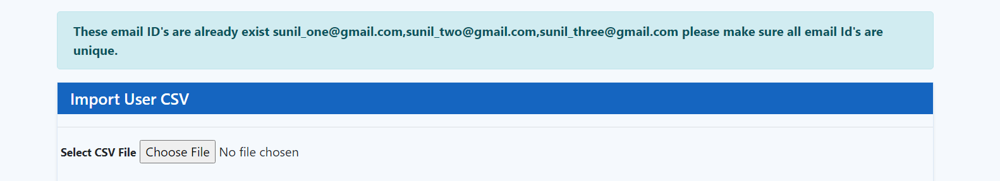 These email ID's are already exist sunil_one@gmail.com,sunil_two@gmail.com,sunil_three@gmail.com please make sure all email Id's are
unique.
Import User CSV
Select CSV File Choose File No file chosen